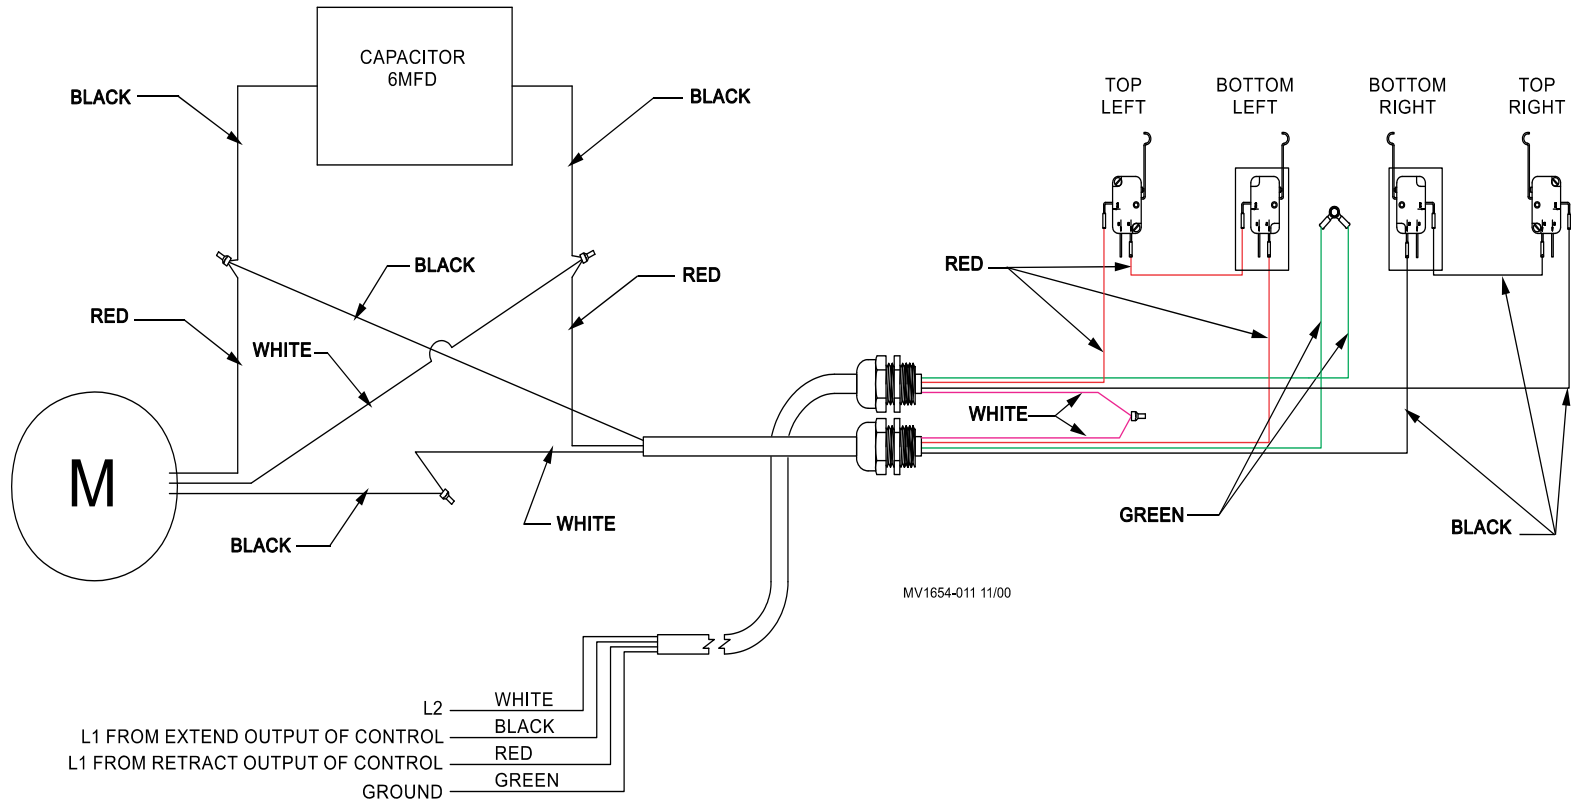 CAPACITOR
6MFD
BLACK
BLACK
TOP
LEFT
BOTTOM
LEFT
BOTTOM
RIGHT
TOP
RIGHT
BLACK
RED
RED
RED
WHITE
WHITE
M
GREEN
BLACK
WHITE
BLACK
MV1654-011 11/00
L2
WHITE
L1 FROM EXTEND OUTPUT OF CONTROL
BLACK
L1 FROM RETRACT OUTPUT OF CONTROL
RED
GROUND
GREEN